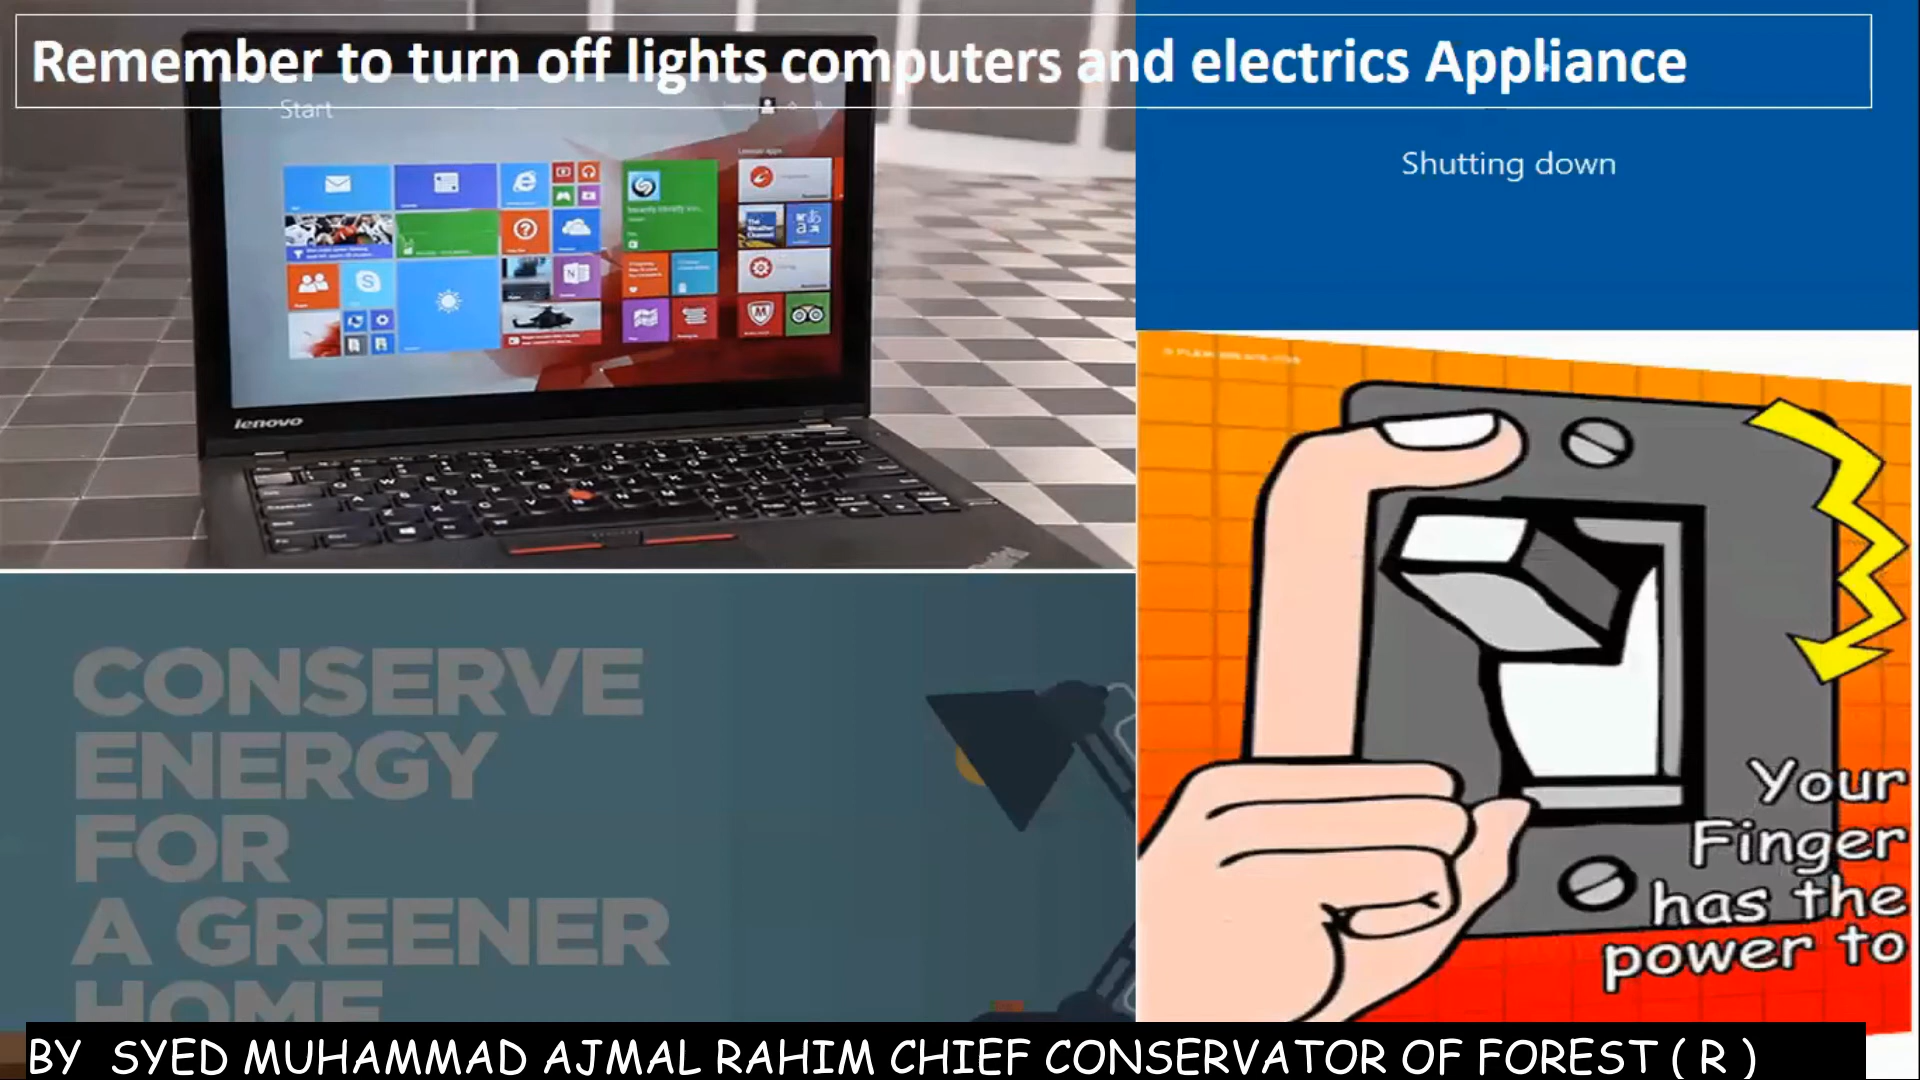 Remember to turn off lights computers and electrics Appliance
Start
lenovo
Shutting down
CONSERVE
ENERGY
FOR
A GREENER
HOME
Your
Finger
has the
power to
BY SYED MUHAMMAD AJMAL RAHIM CHIEF CONSERVATOR OF FOREST ( R )